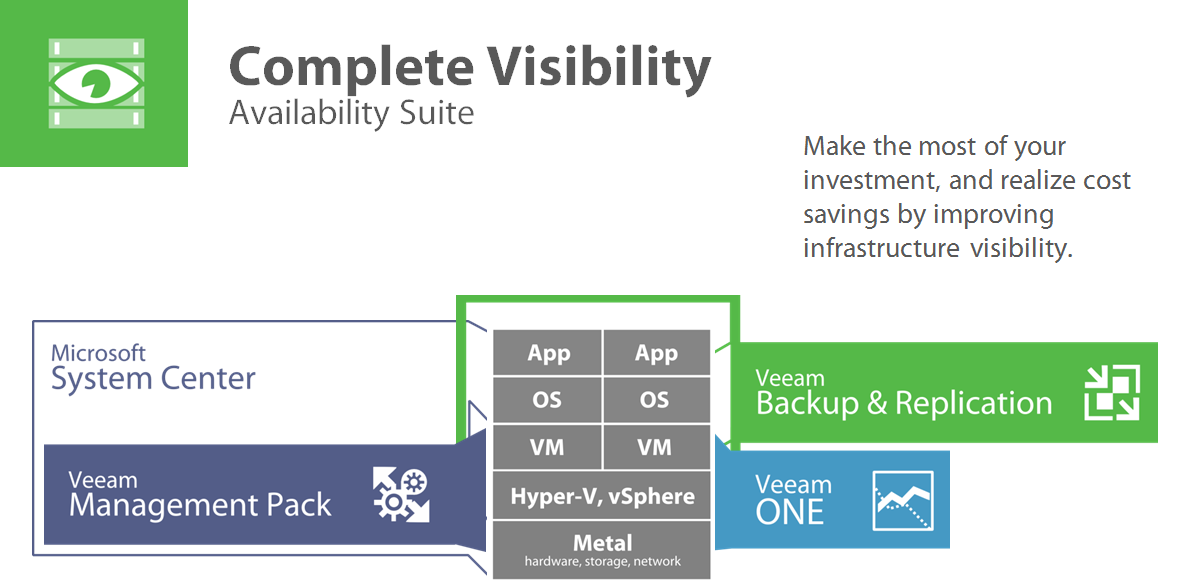 Complete Visibility
Availability Suite
Make the most of your
investment, and realize cost
savings by improving
infrastructure visibility.
Microsoft
System Center
Veeam
Management Pack
App App
OS OS
VM VM
Hyper-V, vSphere
Metal
hardware, storage, network
Veeam
Backup & Replication
Veeam
ONE